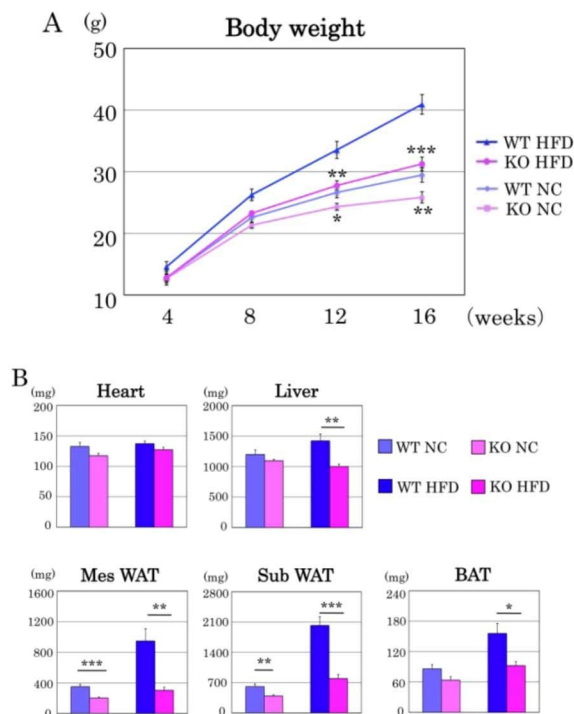 A (g) Body weight
50
40
30
20
10
*** 
** 
* 
**
4 8 12 16 (weeks)
WT HFD
KO HFD
WT NC
KO NC
B
(mg) Heart
200
150
100
50
0
(mg) Liver
2000
1500
1000
500
0
**
WT NC KO NC
WT HFD KO HFD
(mg) Mes WAT
1600
1200
800
400
0
***
**
(mg) Sub WAT
2800
2100
1400
700
0
**
***
(mg) BAT
240
180
120
60
0
*